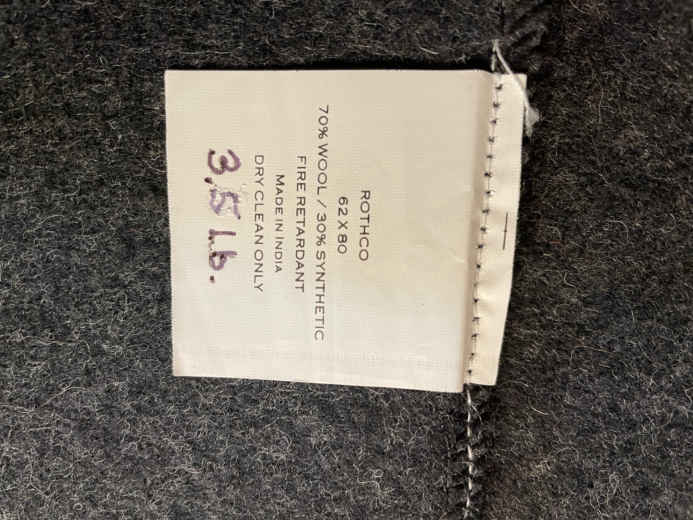 ROTHCO
62 X 80
70% WOOL / 30% SYNTHETIC
FIRE RETARDANT
MADE IN INDIA
DRY CLEAN ONLY
3.5 Lb.